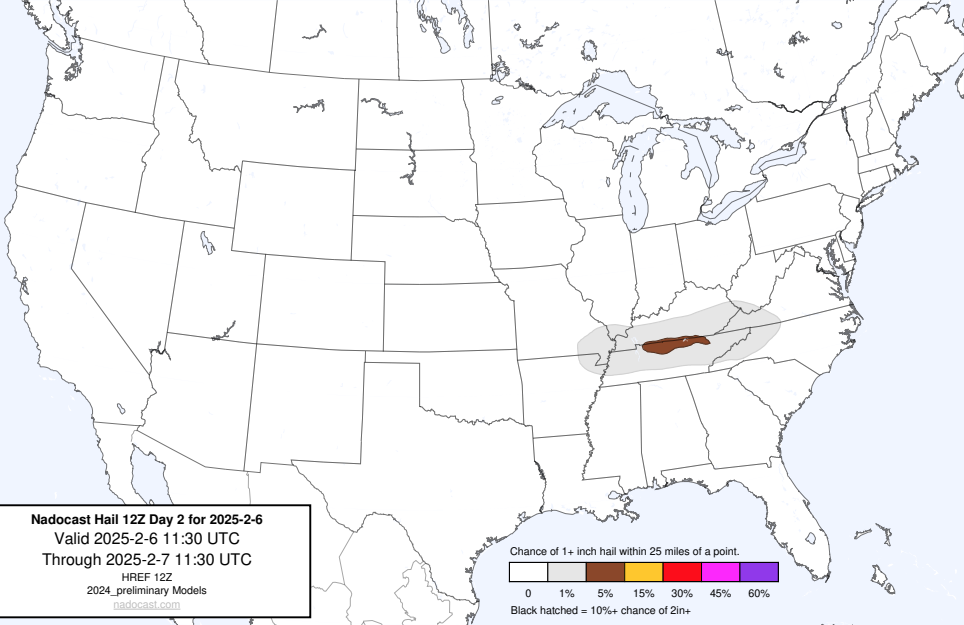 Nadocast Hail 12Z Day 2 for 2025-2-6
Valid 2025-2-6 11:30 UTC
Through 2025-2-7 11:30 UTC
HREF 12Z
2024_preliminary Models
nadocast.com
Chance of 1+ inch hail within 25 miles of a point.
0 1% 5% 15% 30% 45% 60%
Black hatched = 10%+ chance of 2in+